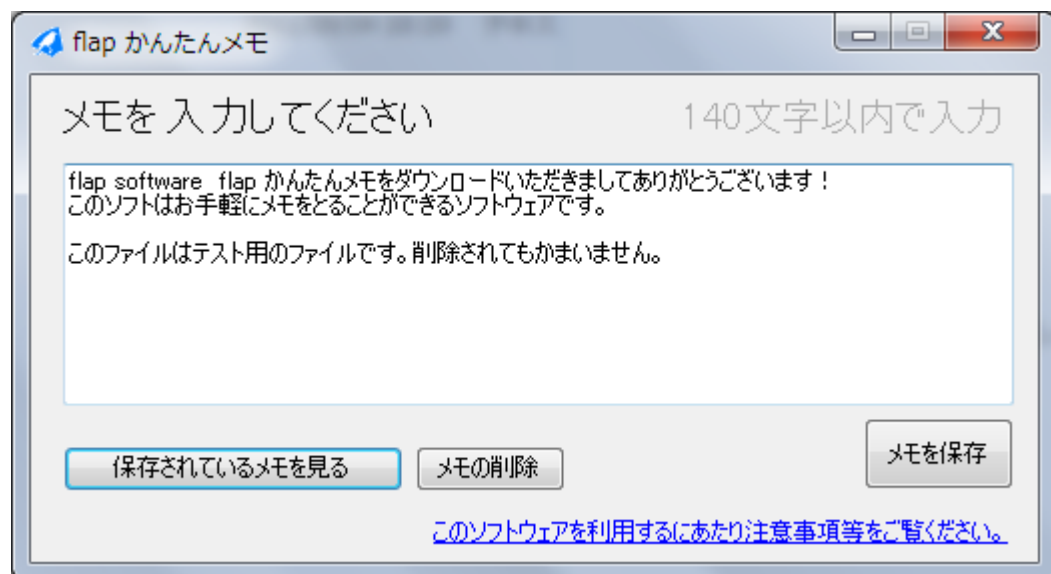 flap かんたんメモ
メモを入力してください
140文字以内で入力
flap software flap かんたんメモをダウンロードいただきましてありがとうございます！
このソフトはお手軽にメモをとることができるソフトウェアです。
このファイルはテスト用のファイルです。削除されてもかまいません。
保存されているメモを見る
メモの削除
メモを保存
このソフトウェアを利用するにあたり注意事項等をご覧ください。